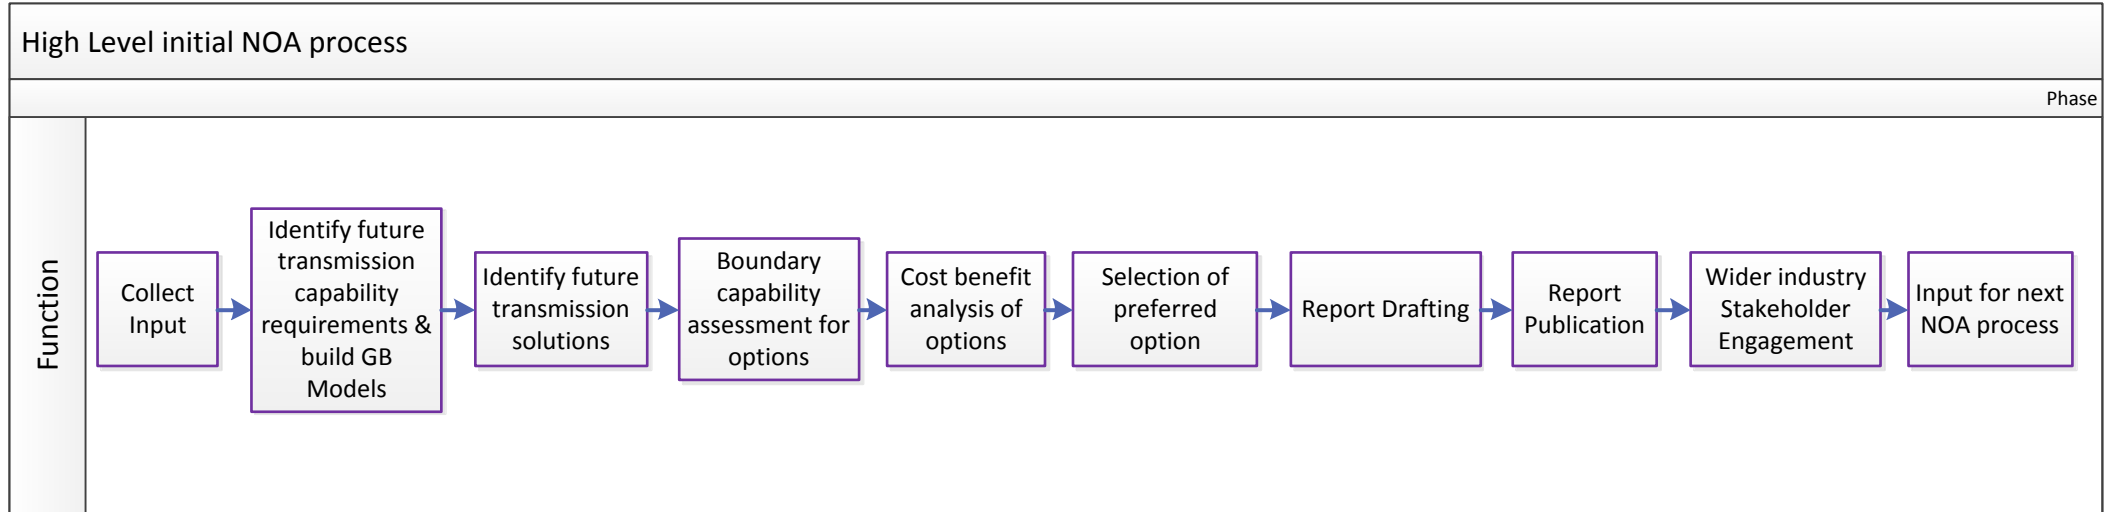 High Level initial NOA process
Phase
Function
Collect
Input
Identify future
transmission
capability
requirements &
build GB
Models
Identify future
transmission
solutions
Boundary
capability
assessment for
options
Cost benefit
analysis of
options
Selection of
preferred
option
Report Drafting
Report
Publication
Wider industry
Stakeholder
Engagement
Input for next
NOA process